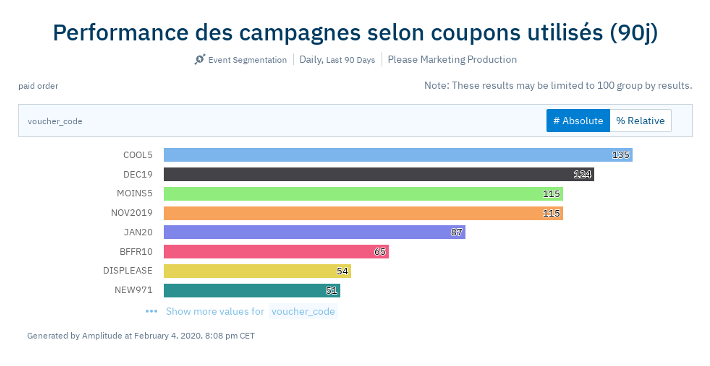 Performance des campagnes selon coupons utilisés (90j)
Event Segmentation | Daily, Last 90 Days | Please Marketing Production
paid order
Note: These results may be limited to 100 group by results.
voucher_code
# Absolute % Relative
COOL5 135
DEC19 124
MOINS5 115
NOV2019 115
JAN20 87
BFFR10 65
DISPLEASE 54
NEW971 51
••• Show more values for voucher_code
Generated by Amplitude at February 4, 2020, 8:08 pm CET